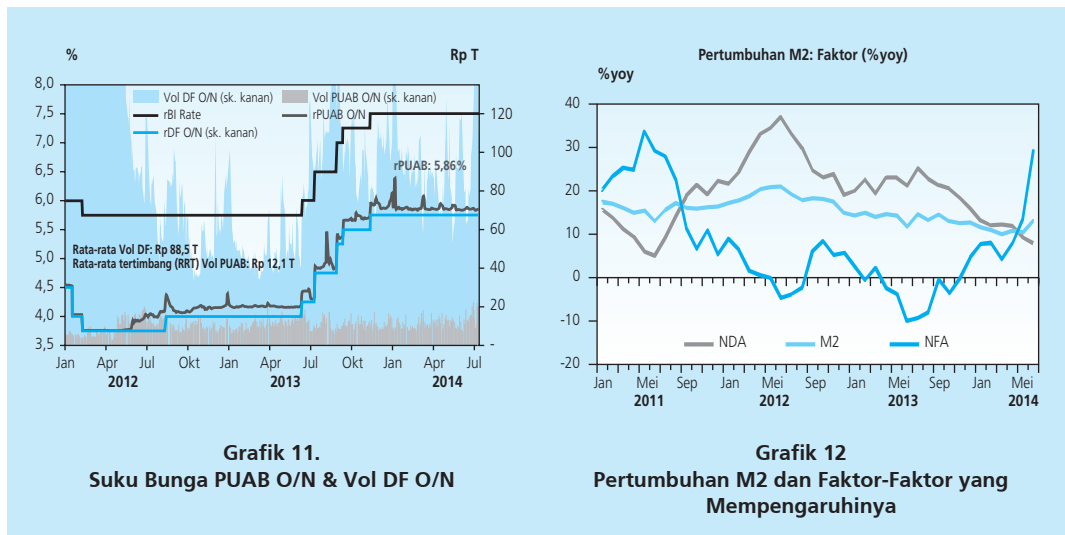 % Rp T
8,0
7,5
7,0
6,5
6,0
5,5
5,0
4,5
4,0
3,5
120
100
80
60
40
20
-
Vol DF O/N (sk. kanan) Vol PUAB O/N (sk. kanan)
rBI Rate rPUAB O/N
rDF O/N (sk. kanan)
rPUAB: 5,86%
Rata-rata Vol DF: Rp 88,5 T
Rata-rata tertimbang (RRT) Vol PUAB: Rp 12,1 T
Jan Apr Jul Okt Jan Apr Jul Okt Jan Apr Jul
2012 2013 2014
Grafik 11.
Suku Bunga PUAB O/N & Vol DF O/N
Pertumbuhan M2: Faktor (%yoy)
%yoy
40
30
20
10
0
-10
-20
NDA M2 NFA
Jan Mei Sep Jan Mei Sep Jan Mei Sep Jan Mei
2011 2012 2013 2014
Grafik 12
Pertumbuhan M2 dan Faktor-Faktor yang
Mempengaruhinya